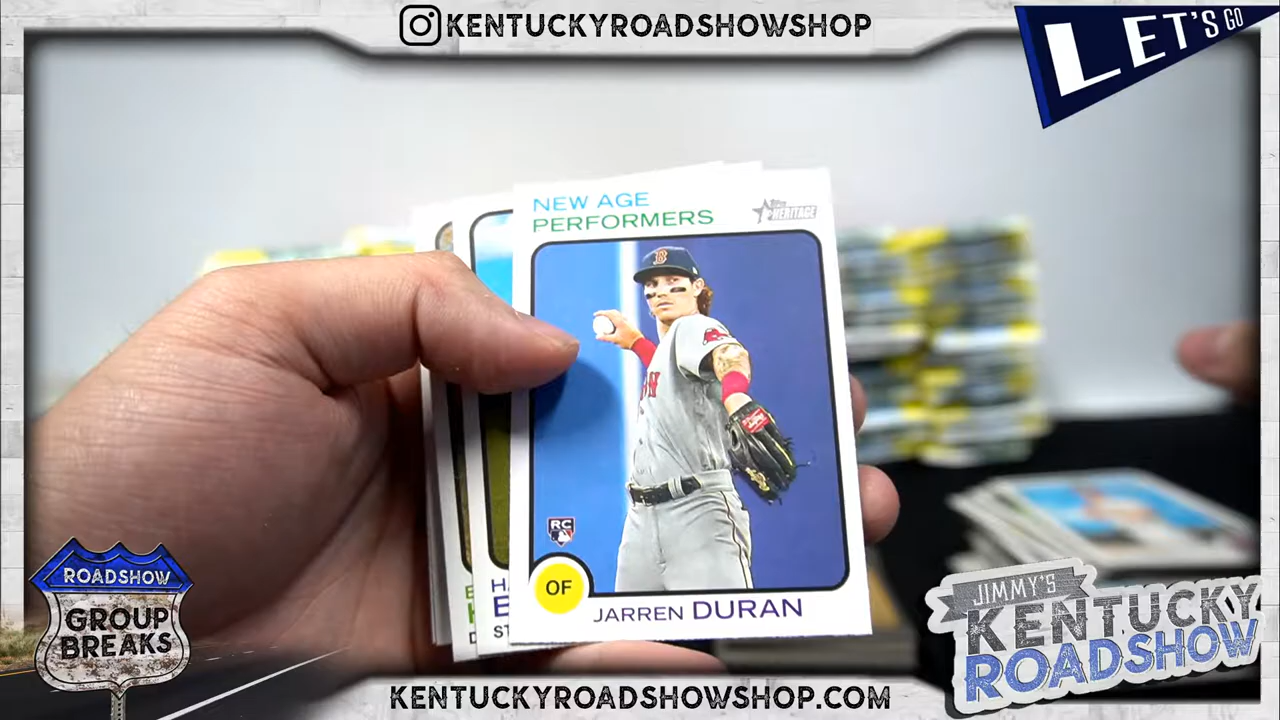 KENTUCKYROADSHOWSHOP
LET'S GO
NEW AGE
PERFORMERS
HERITAGE
B
RC
OF
JARREN DURAN
ROADSHOW
GROUP
BREAKS
JIMMY'S
KENTUCKY
ROADSHOW
KENTUCKYROADSHOWSHOP.COM